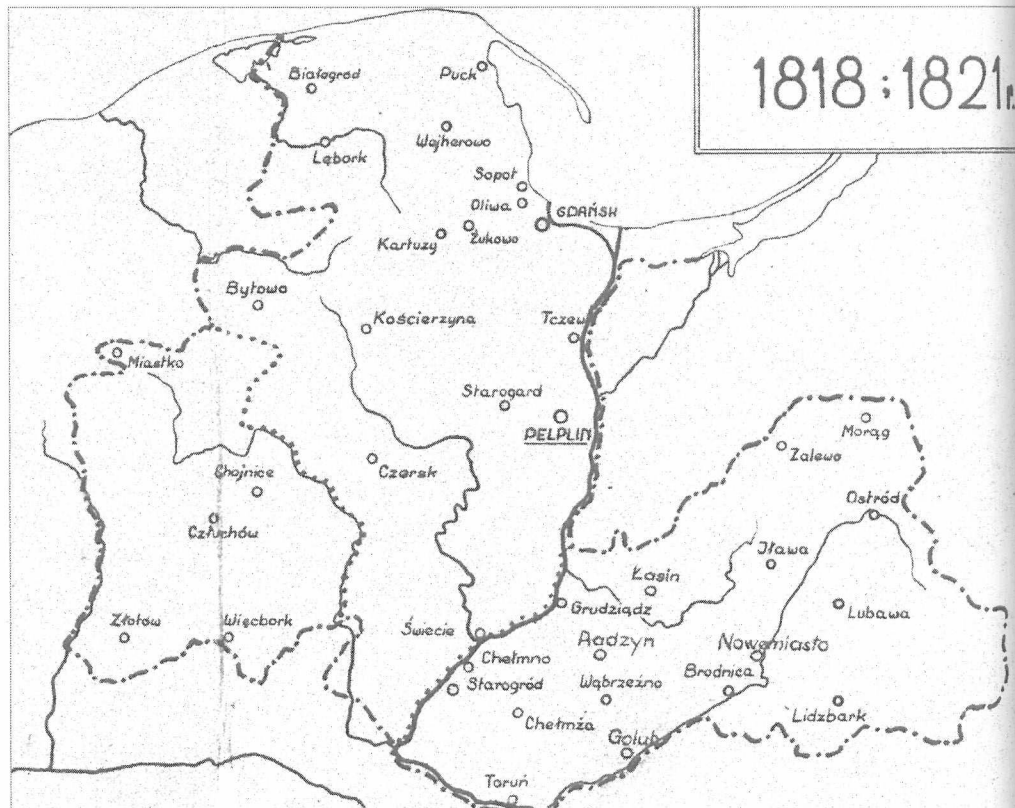 1818 ; 1821 r.
Białogród
Puck
Wejherowo
Lębork
Sopot
Oliwa
GDAŃSK
Kartuzy
Żukowo
Bytowo
Kościerzyna
Tczew
Miastko
Starogard
PELPLIN
Morąg
Zalewo
Czersk
Chojnice
Ostród
Człuchów
Iława
Łasin
Grudziądz
Lubawa
Złotów
Więcbork
Świecie
Radzyn
Nowemiasto
Chełmno
Starogród
Wąbrzeźno
Brodnica
Chełmża
Lidzbark
Golub
Toruń